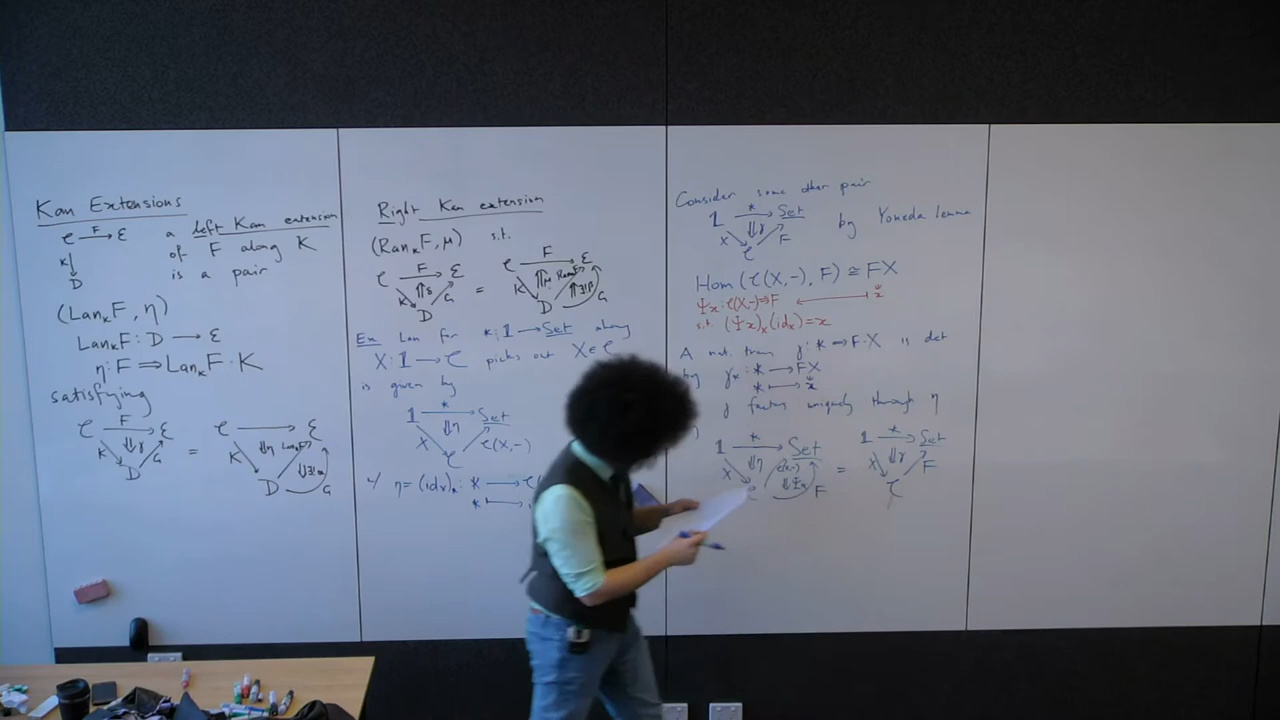 Kan Extensions
C F→ E a left Kan extension
K↓ of F along K
D is a pair
(Lan_K F, η)
Lan_K F : D → E
η : F ⇒ Lan_K F · K
satisfying
C F→ E = C → E
K ⇓γ G K ⇓η Lan_K F ⇓∃!α G
D D
Right Kan extension
(Ran_K F, μ) s.t.
C F→ E = C F→ E
K ⇑δ G K ⇑μ Ran_K F ⇑∃!β G
D D
Ex Lan for *: 1 → Set along
X: 1 → C picks out X ∈ C
is given by
1 *→ Set
X ⇓η C(X,-)
C
w/ η = (id_X)_*: * →
* ↦
Consider some other pair
1 *→ Set by Yoneda lemma
X ⇓γ F
C
Hom(C(X,-), F) ≅ FX
Ψ_x : C(X,-) ⇒ F ⟵ x
s.t. (Ψ_x)_X(id_X) = x
A nat. tran γ: * → F·X is det
by γ_*: * → FX
* ↦ x
γ factors uniquely through η
1 *→ Set = 1 *→ Set
X ⇓η C(X,-) ⇓Ψ_x F X ⇓γ F
C C